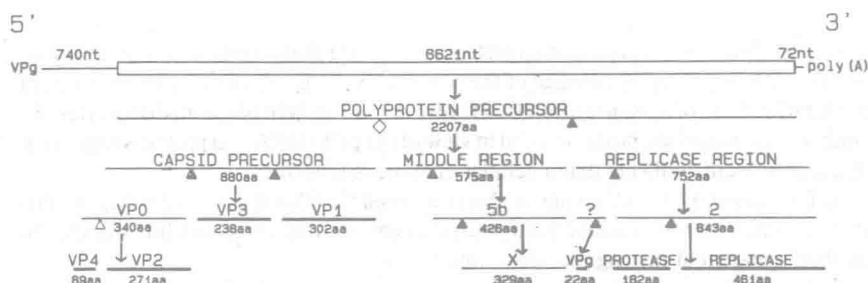 5' 3'
740nt 6621nt 72nt
VPg poly(A)
POLYPROTEIN PRECURSOR
2207aa
CAPSID PRECURSOR MIDDLE REGION REPLICASE REGION
880aa 575aa 752aa
VP0 VP3 VP1 5b ? 2
340aa 238aa 302aa 426aa 643aa
VP4 VP2 X VPg PROTEASE REPLICASE
69aa 271aa 329aa 22aa 182aa 461aa